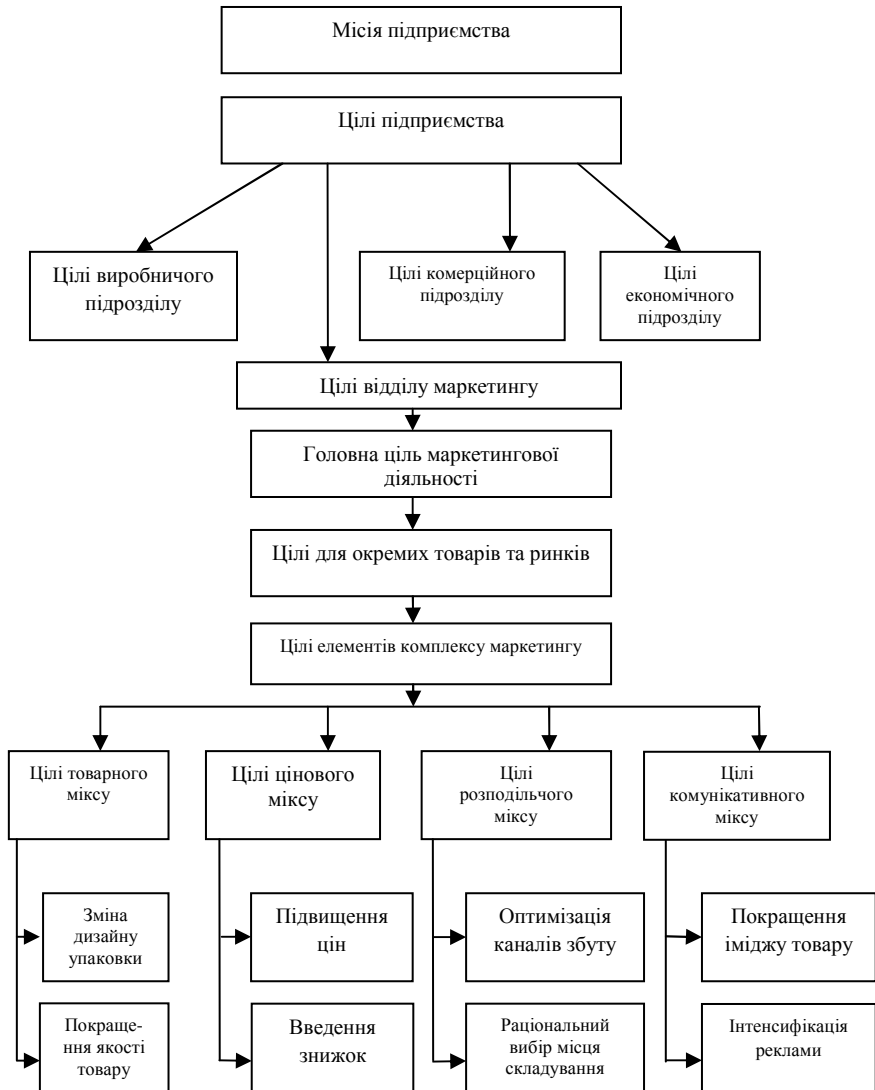 Місія підприємства
Цілі підприємства
Цілі виробничого
підрозділу
Цілі комерційного
підрозділу
Цілі
економічного
підрозділу
Цілі відділу маркетингу
Головна ціль маркетингової
діяльності
Цілі для окремих товарів та ринків
Цілі елементів комплексу маркетингу
Цілі товарного
міксу
Цілі цінового
міксу
Цілі
розподільчого
міксу
Цілі
комунікативного
міксу
Зміна
дизайну
упаковки
Підвищення
цін
Оптимізація
каналів збуту
Покращення
іміджу товару
Покраще-
ння якості
товару
Введення
знижок
Раціональний
вибір місця
складування
Інтенсифікація
реклами